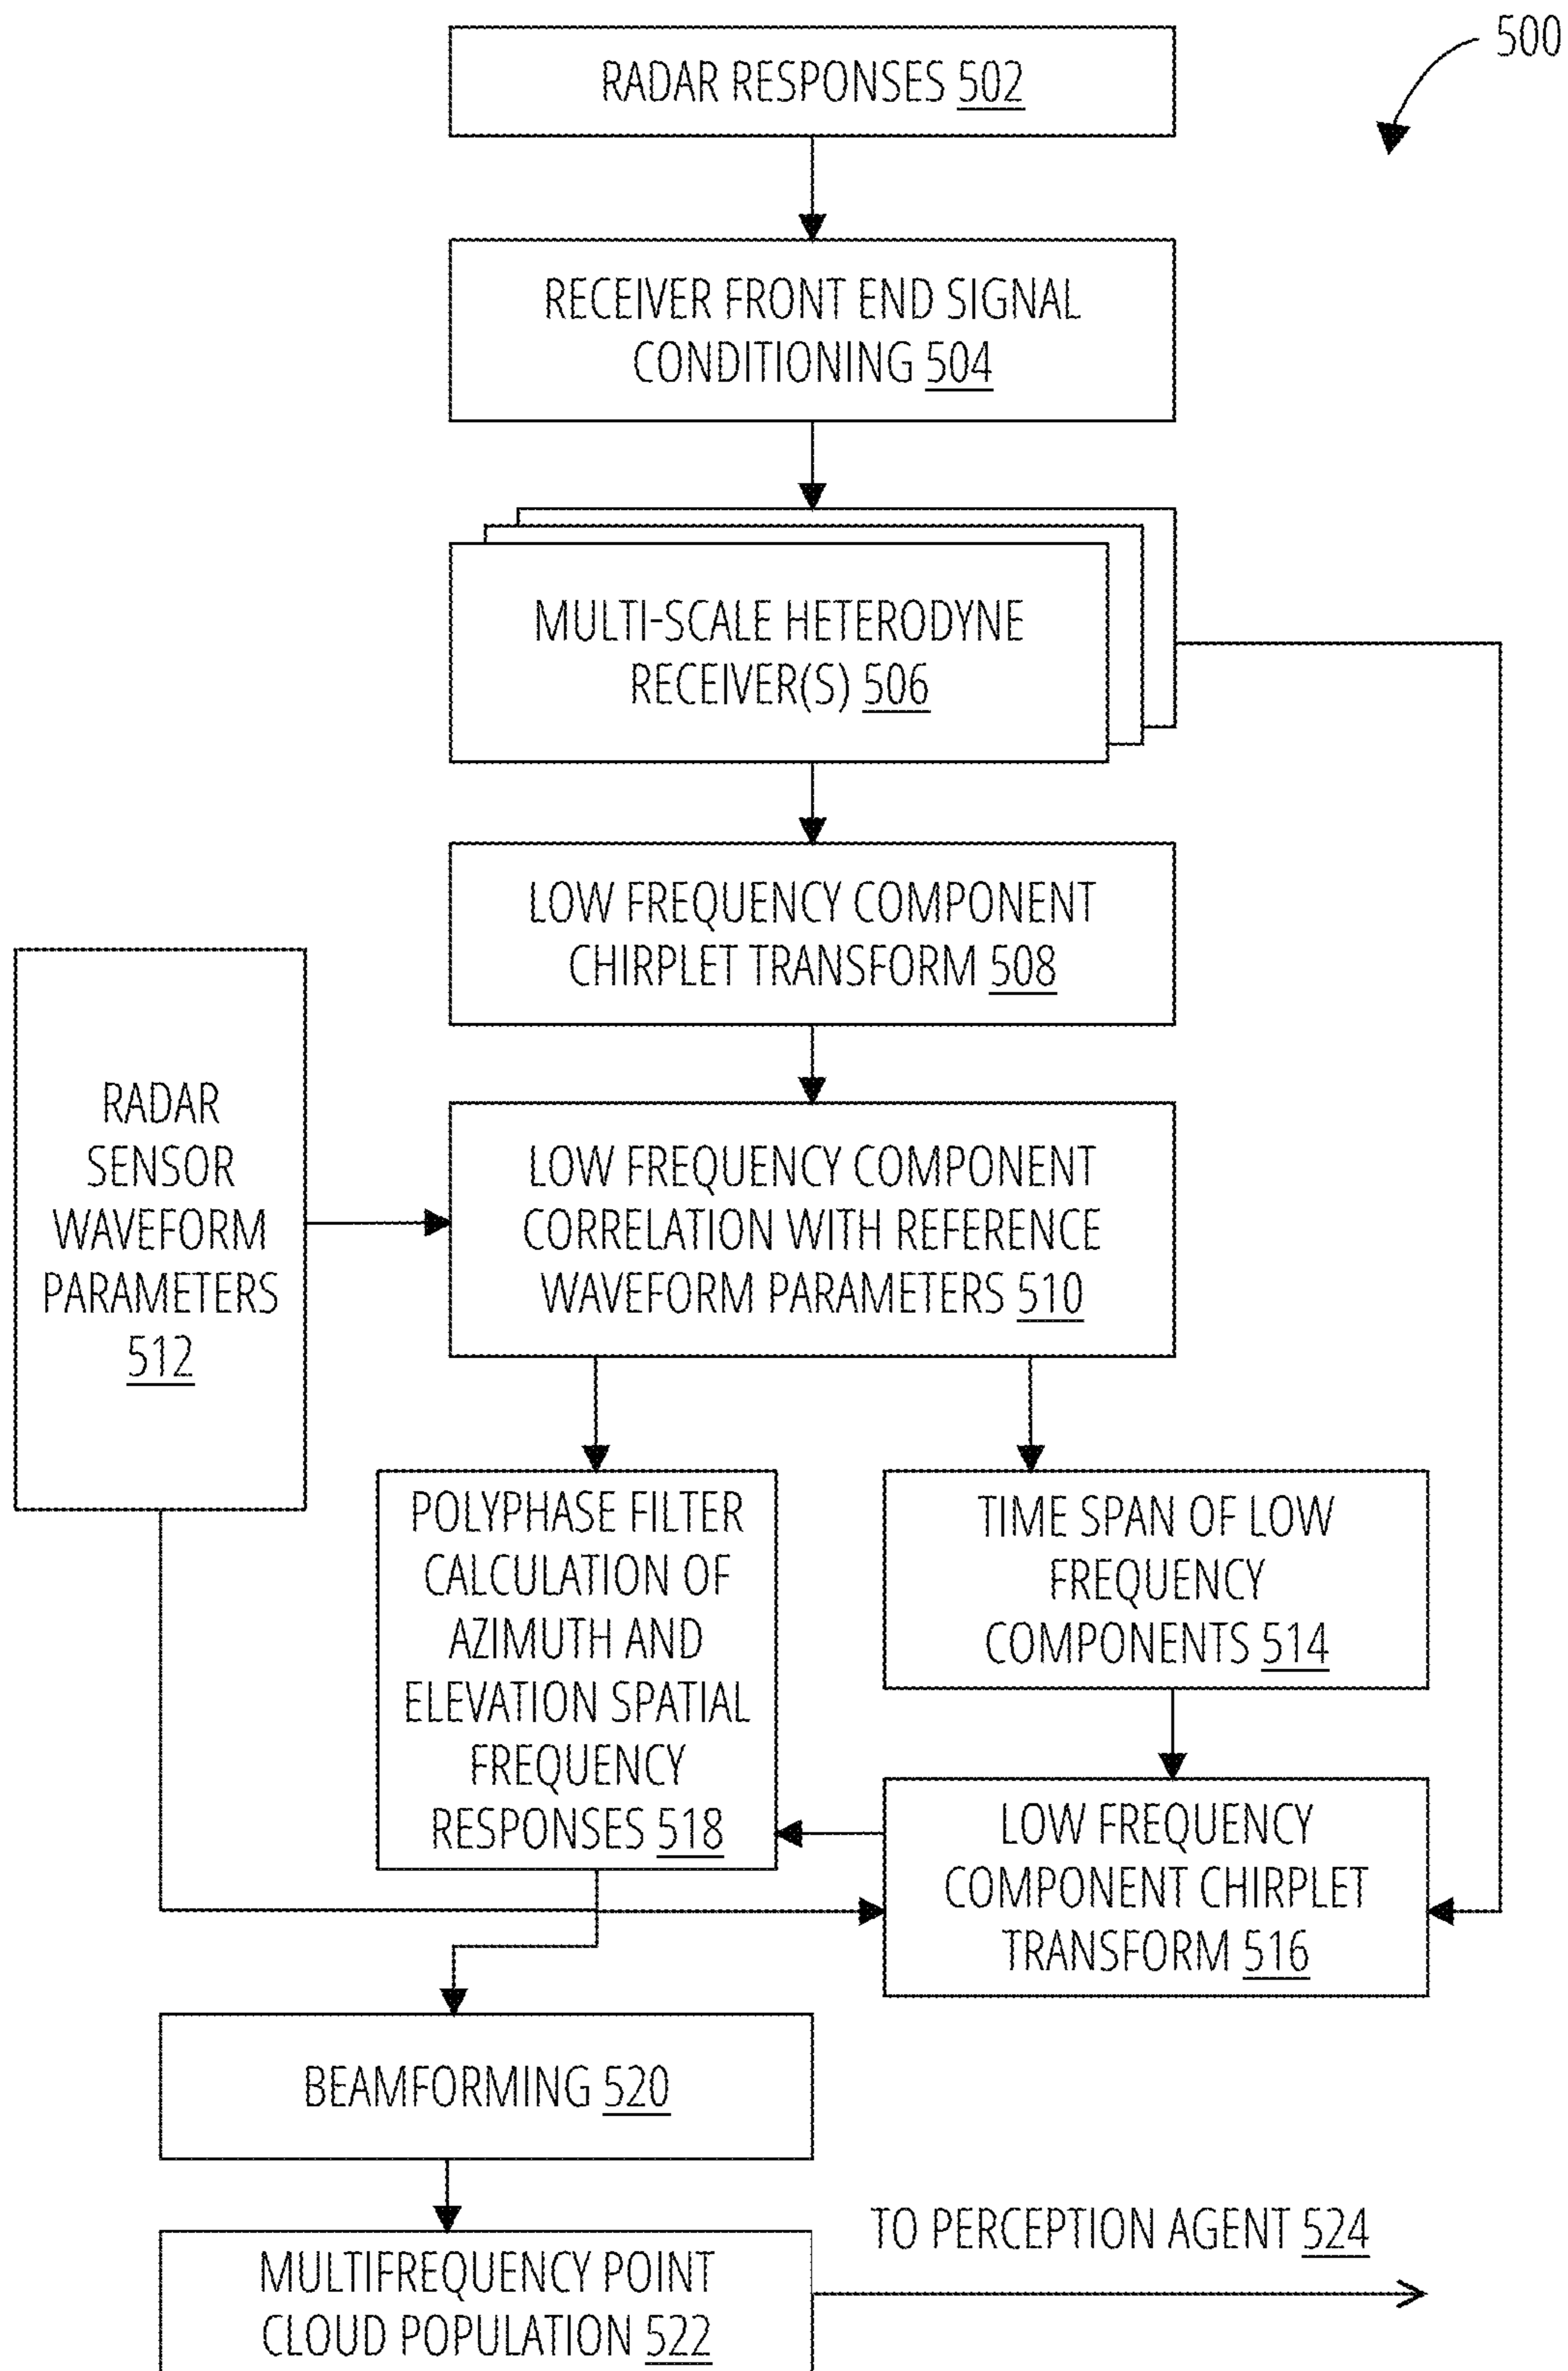 500
RADAR RESPONSES 502
RECEIVER FRONT END SIGNAL
CONDITIONING 504
MULTI-SCALE HETERODYNE
RECEIVER(S) 506
LOW FREQUENCY COMPONENT
CHIRPLET TRANSFORM 508
RADAR
SENSOR
WAVEFORM
PARAMETERS
512
LOW FREQUENCY COMPONENT
CORRELATION WITH REFERENCE
WAVEFORM PARAMETERS 510
POLYPHASE FILTER
CALCULATION OF
AZIMUTH AND
ELEVATION SPATIAL
FREQUENCY
RESPONSES 518
TIME SPAN OF LOW
FREQUENCY
COMPONENTS 514
LOW FREQUENCY
COMPONENT CHIRPLET
TRANSFORM 516
BEAMFORMING 520
MULTIFREQUENCY POINT
CLOUD POPULATION 522
TO PERCEPTION AGENT 524